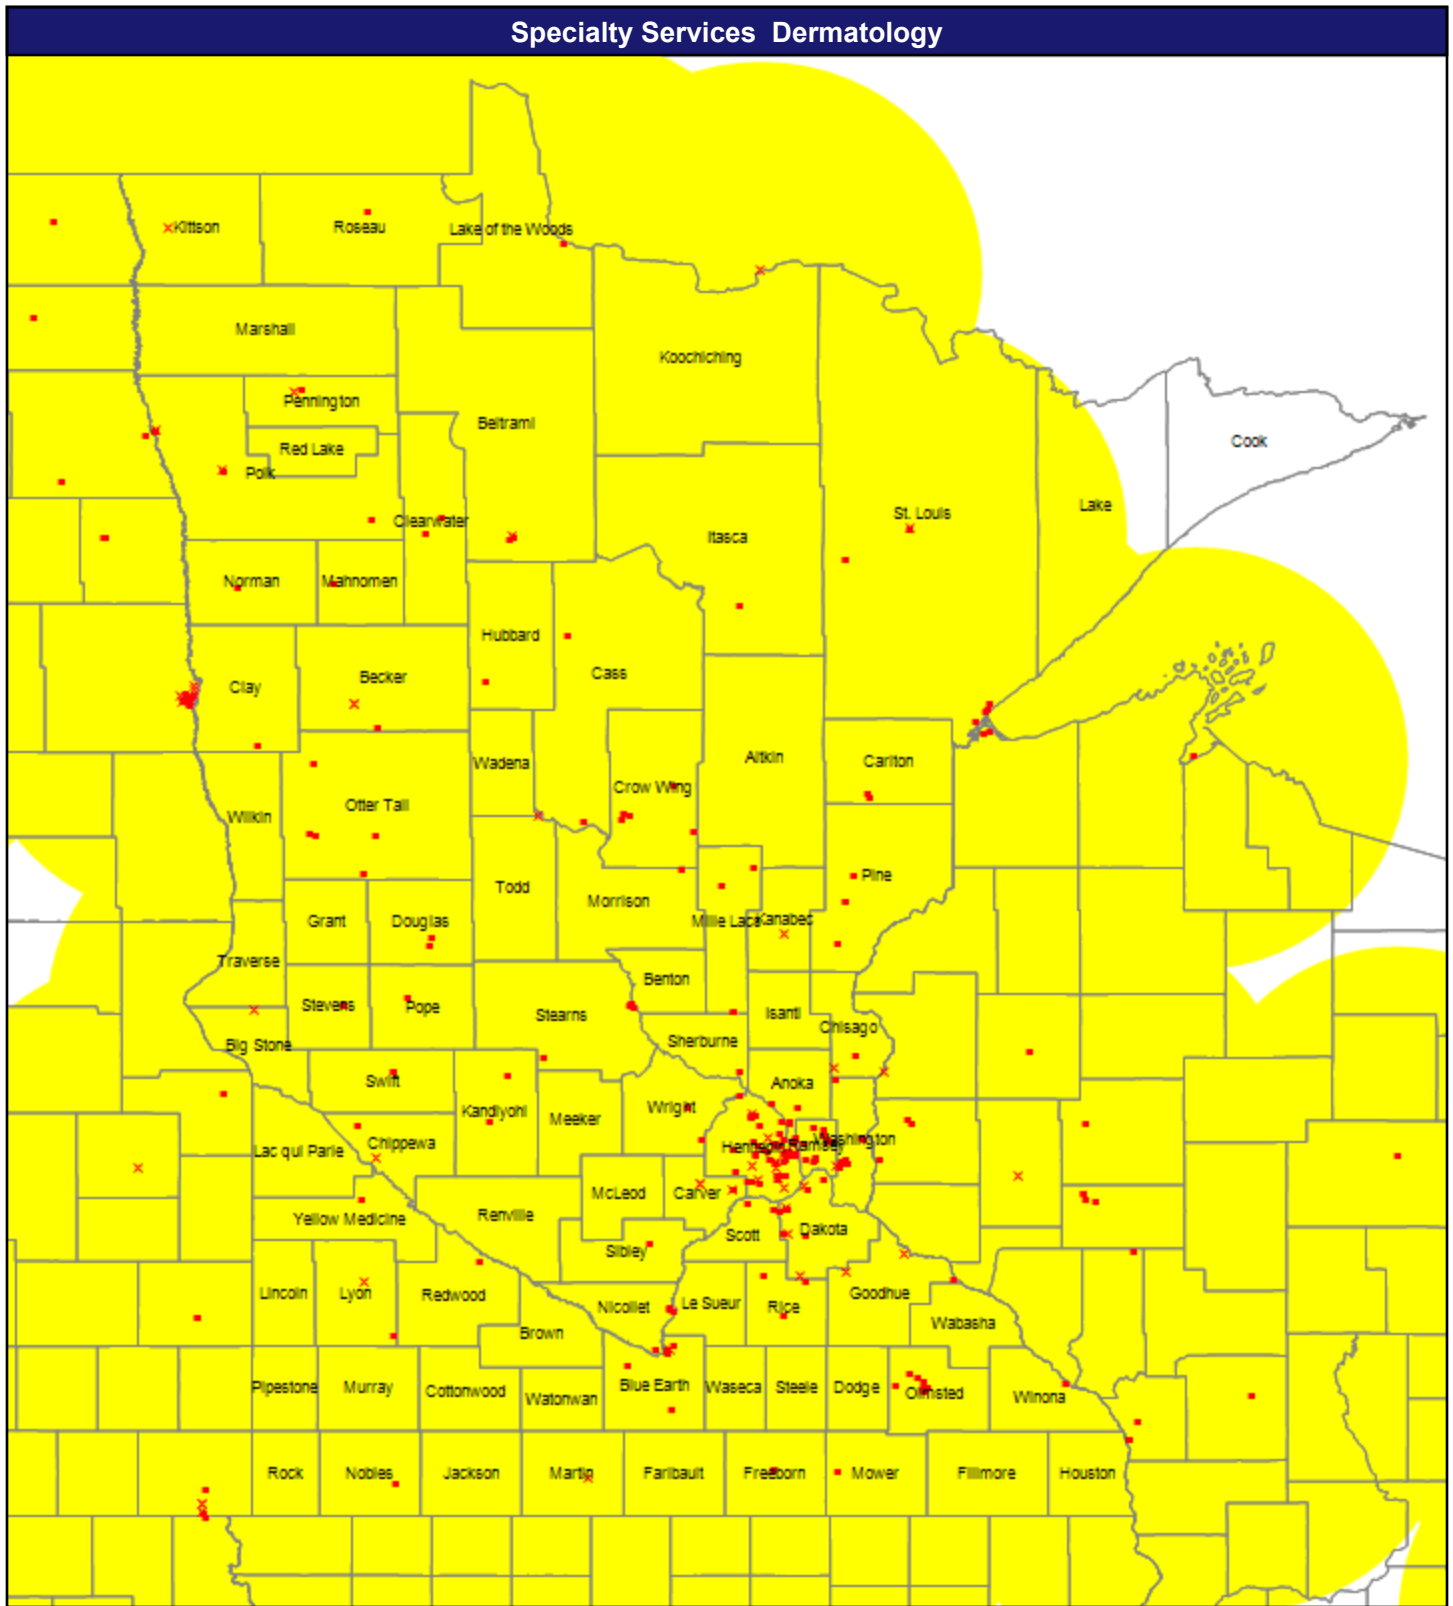 Specialty Services  Dermatology
Kittson
Roseau
Lake of the Woods
Marshall
Koochiching
Pennington
Beltrami
Cook
Red Lake
Polk
Lake
St. Louis
Clearwater
Itasca
Norman
Mahnomen
Hubbard
Cass
Becker
Clay
Wadena
Aitkin
Carlton
Crow Wing
Otter Tail
Wilkin
Pine
Todd
Morrison
Grant
Douglas
Mille Lacs
Kanabec
Traverse
Benton
Stevens
Pope
Stearns
Isanti
Chisago
Sherburne
Big Stone
Swift
Anoka
Wright
Kandiyohi
Meeker
Chippewa
Washington
Hennepin
Ramsey
Lac qui Parle
McLeod
Carver
Renville
Yellow Medicine
Scott
Dakota
Sibley
Lincoln
Lyon
Redwood
Goodhue
Nicollet
Le Sueur
Rice
Wabasha
Brown
Pipestone
Murray
Cottonwood
Watonwan
Blue Earth
Waseca
Steele
Dodge
Olmsted
Winona
Rock
Nobles
Jackson
Martin
Faribault
Freeborn
Mower
Fillmore
Houston